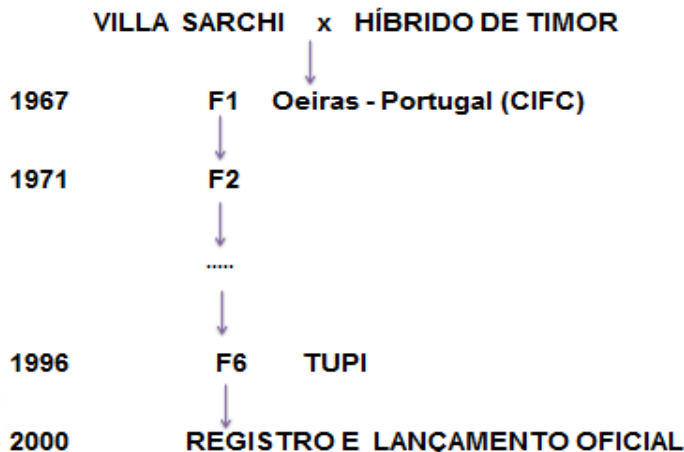 VILLA SARCHI x HÍBRIDO DE TIMOR
1967 F1 Oeiras - Portugal (CIFC)
1971 F2
.....
1996 F6 TUPI
2000 REGISTRO E LANÇAMENTO OFICIAL